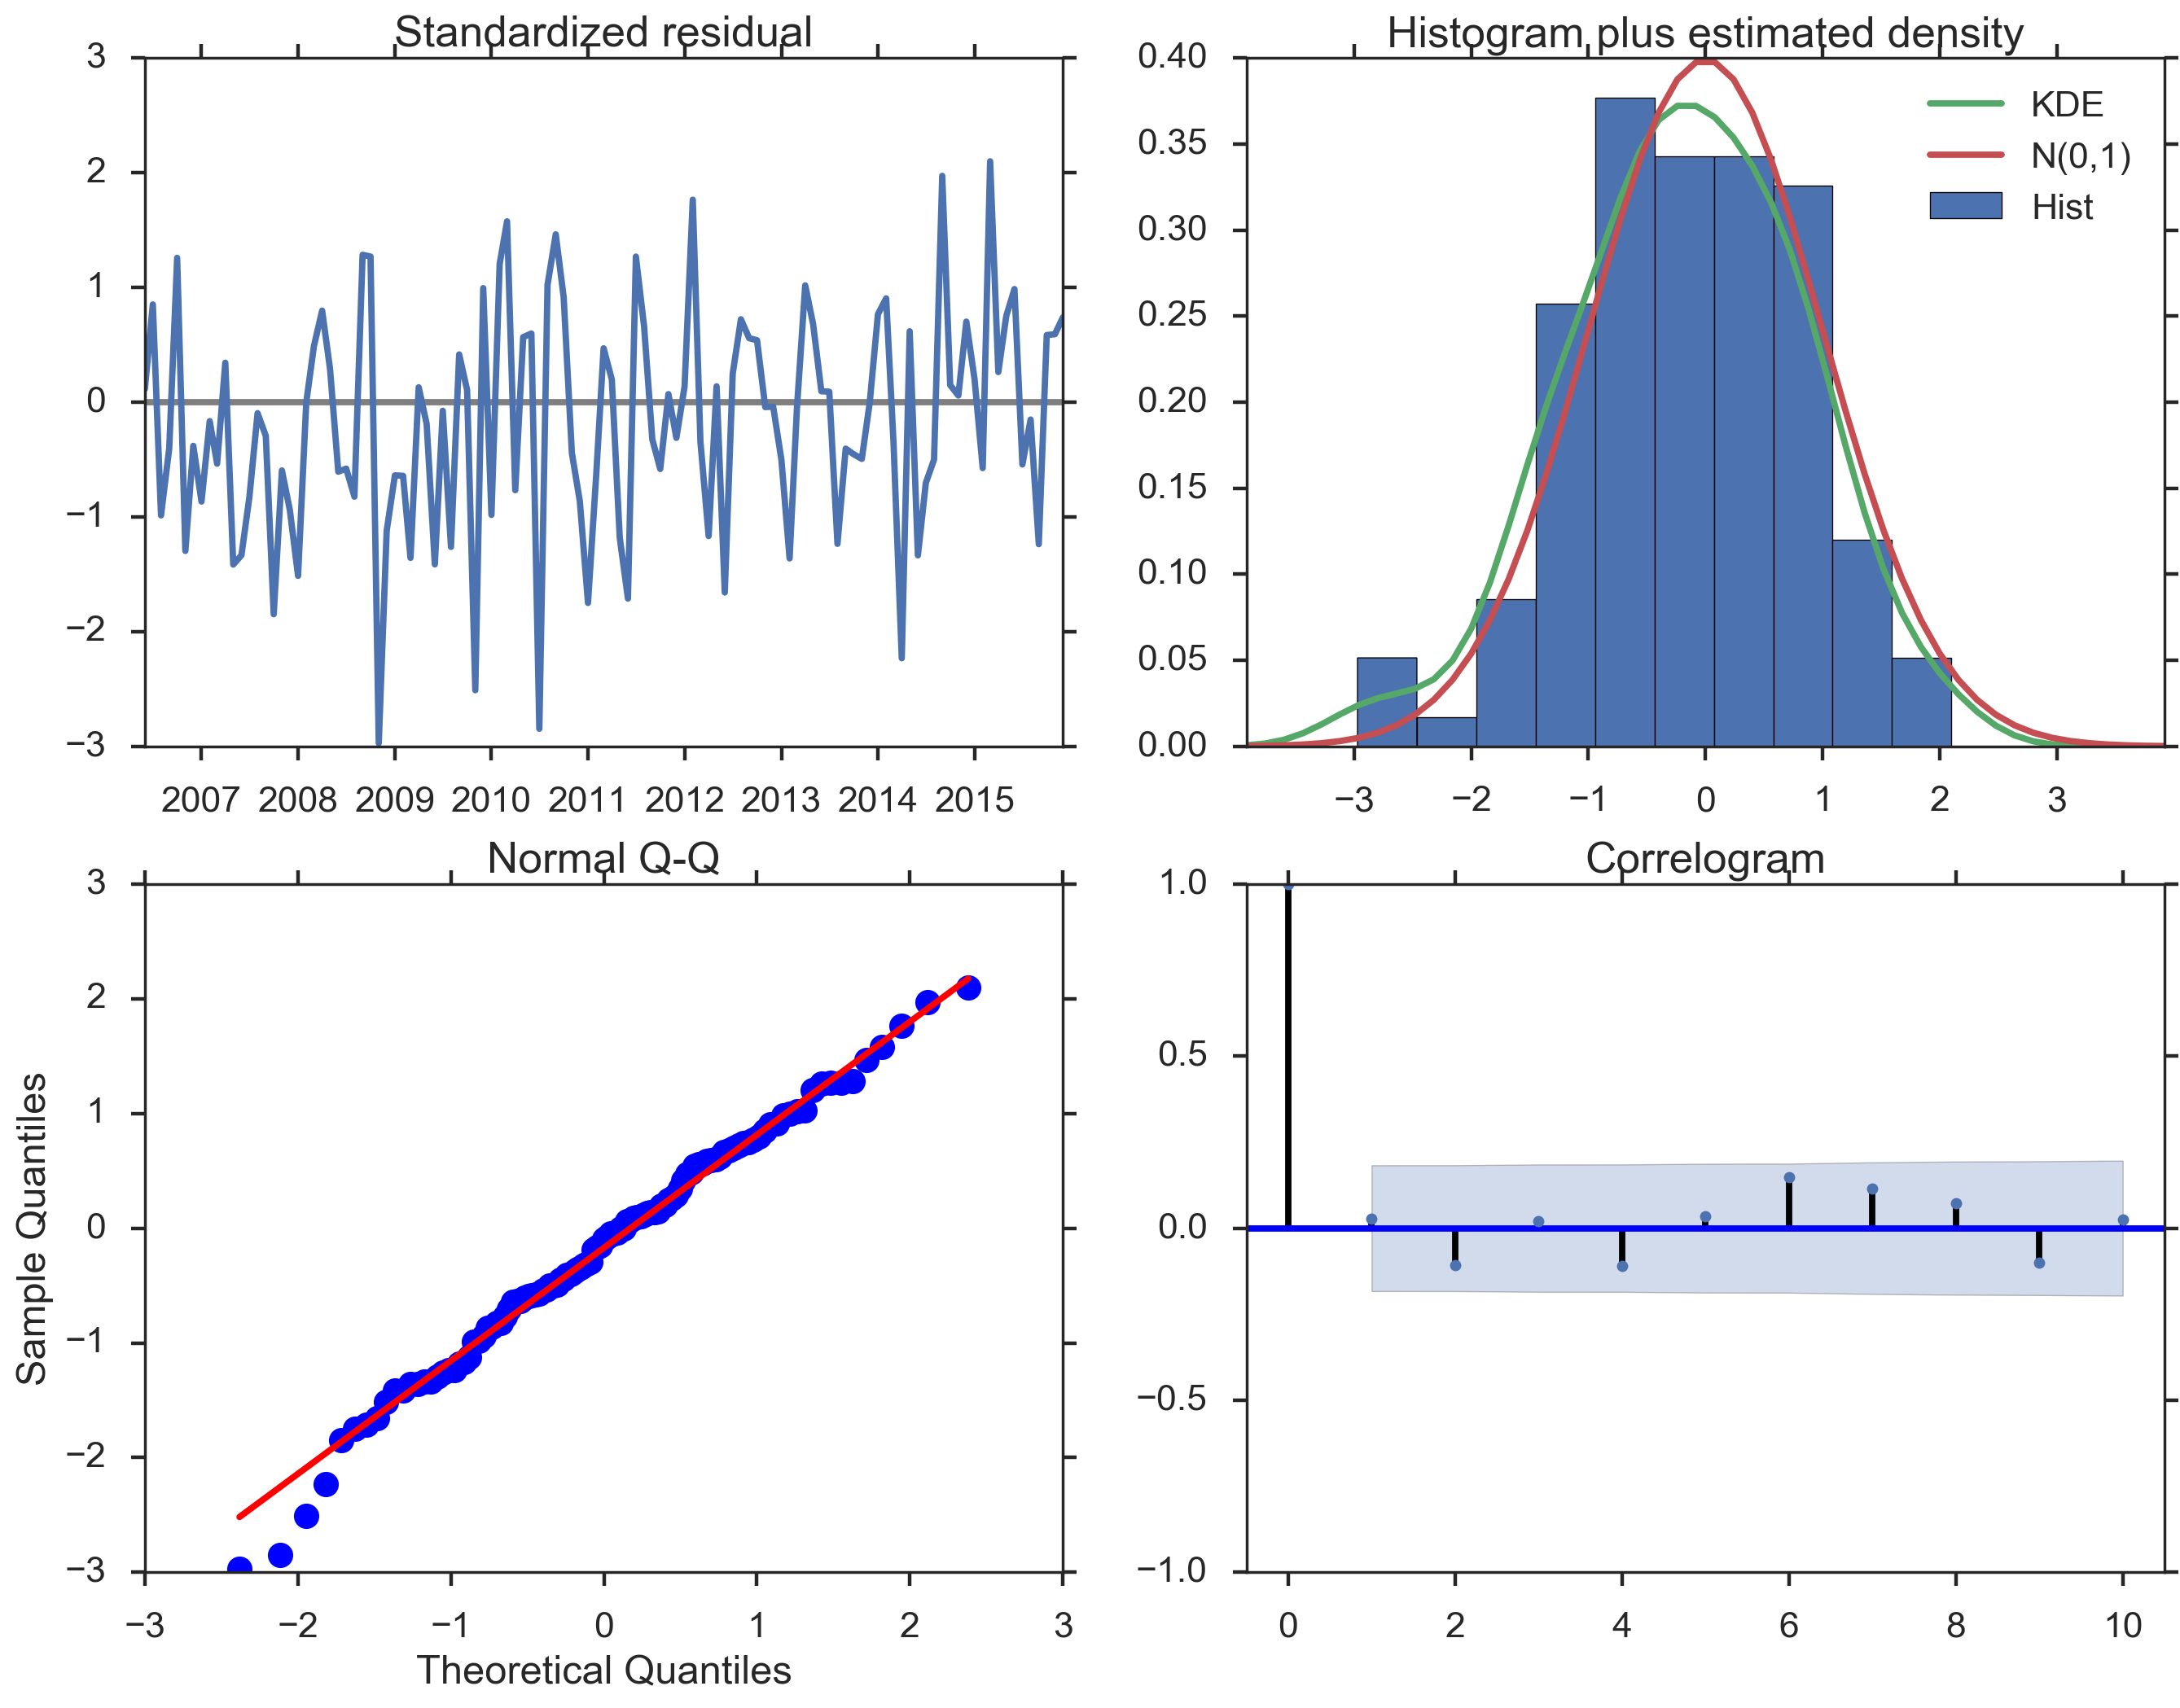 Standardized residual
3
2
1
0
−1
−2
−3
2007 2008 2009 2010 2011 2012 2013 2014 2015
Histogram plus estimated density
0.40
0.35
0.30
0.25
0.20
0.15
0.10
0.05
0.00
KDE
N(0,1)
Hist
−3 −2 −1 0 1 2 3
Normal Q-Q
Sample Quantiles
3
2
1
0
−1
−2
−3
−3 −2 −1 0 1 2 3
Theoretical Quantiles
Correlogram
1.0
0.5
0.0
−0.5
−1.0
0 2 4 6 8 10